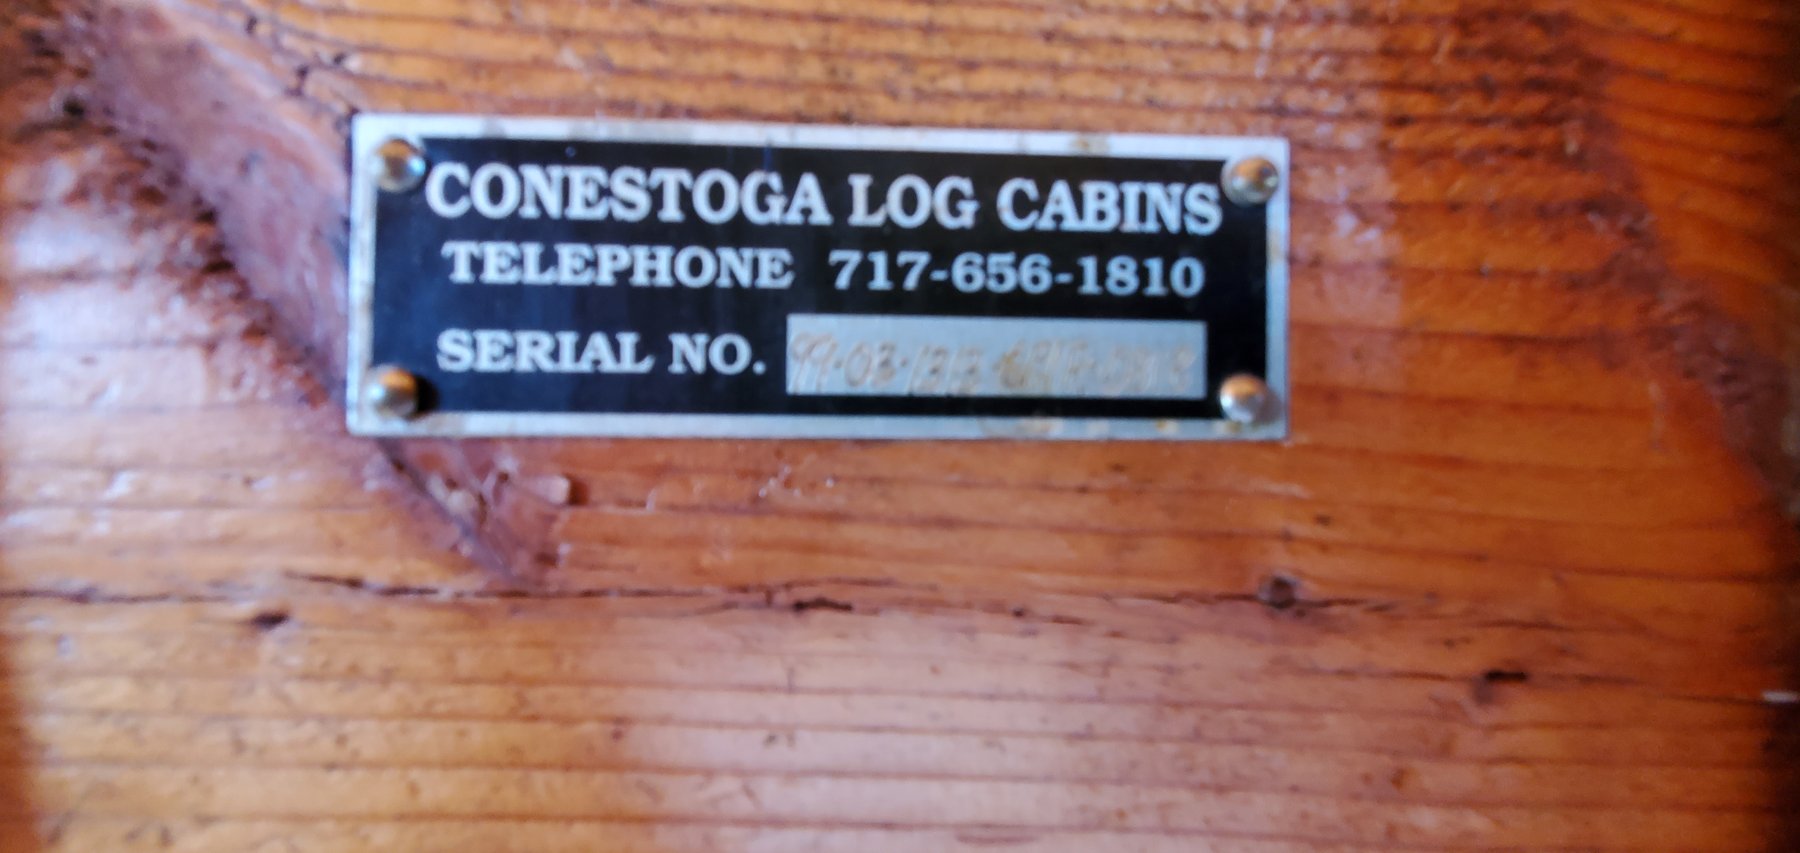 CONESTOGA LOG CABINS
TELEPHONE 717-656-1810
SERIAL NO.